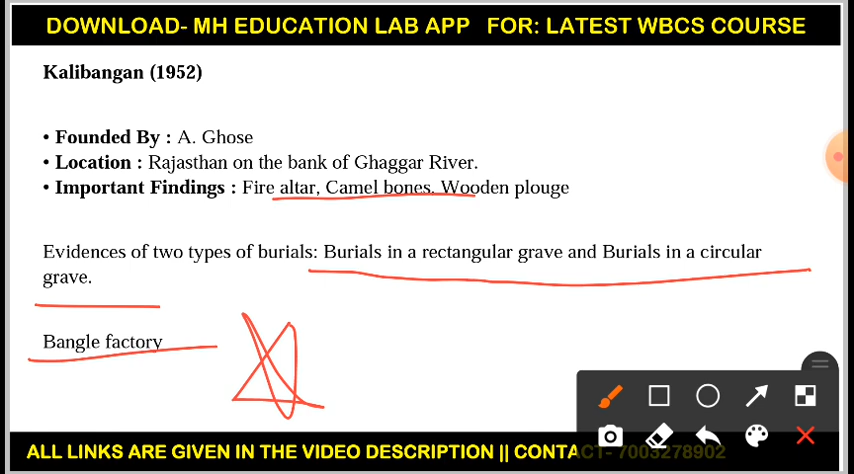 DOWNLOAD- MH EDUCATION LAB APP FOR: LATEST WBCS COURSE
Kalibangan (1952)
• Founded By : A. Ghose
• Location : Rajasthan on the bank of Ghaggar River.
• Important Findings : Fire altar, Camel bones. Wooden plouge
Evidences of two types of burials: Burials in a rectangular grave and Burials in a circular
grave.
Bangle factory
ALL LINKS ARE GIVEN IN THE VIDEO DESCRIPTION || CONTACT- 7003278902